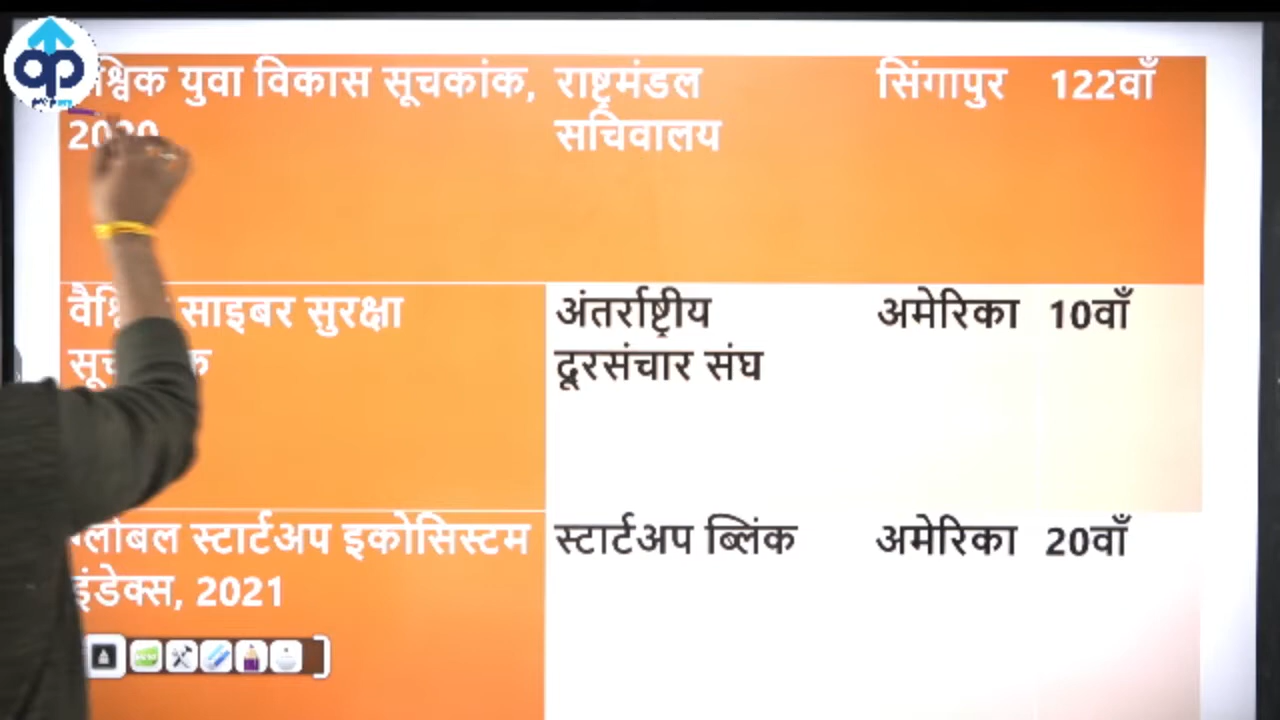 युवा विकास सूचकांक, राष्ट्रमंडल सिंगापुर 122वाँ
सचिवालय
साइबर सुरक्षा अंतर्राष्ट्रीय अमेरिका 10वाँ
दूरसंचार संघ
स्टार्टअप इकोसिस्टम स्टार्टअप ब्लिंक अमेरिका 20वाँ
इंडेक्स, 2021